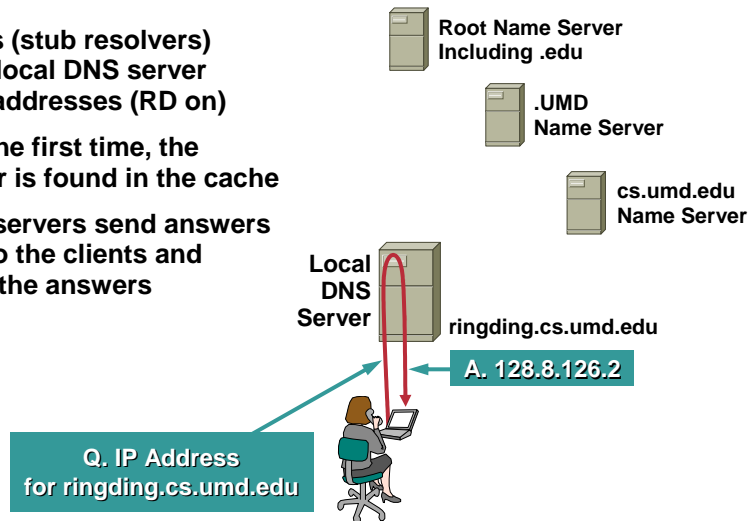 s (stub resolvers)
local DNS server
addresses (RD on)
he first time, the
r is found in the cache
servers send answers
o the clients and
the answers
Root Name Server
Including .edu
.UMD
Name Server
cs.umd.edu
Name Server
Local
DNS
Server
ringding.cs.umd.edu
A. 128.8.126.2
Q. IP Address
for ringding.cs.umd.edu